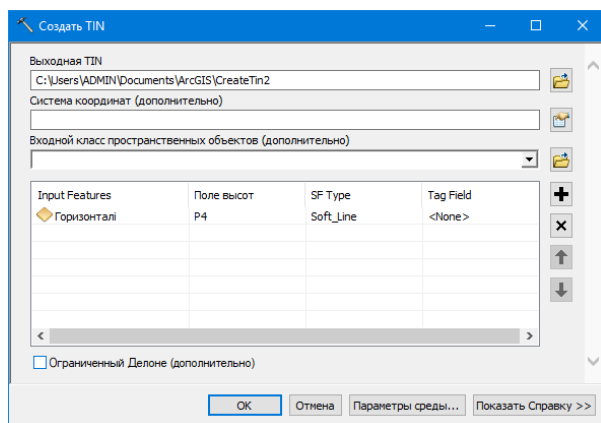 Создать TIN
Выходная TIN
C:\Users\ADMIN\Documents\ArcGIS\CreateTin2
Система координат (дополнительно)
Входной класс пространственных объектов (дополнительно)
Input Features Поле высот SF Type Tag Field
Горизонталі P4 Soft_Line <None>
Ограниченный Делоне (дополнительно)
OK Отмена Параметры среды... Показать Справку >>